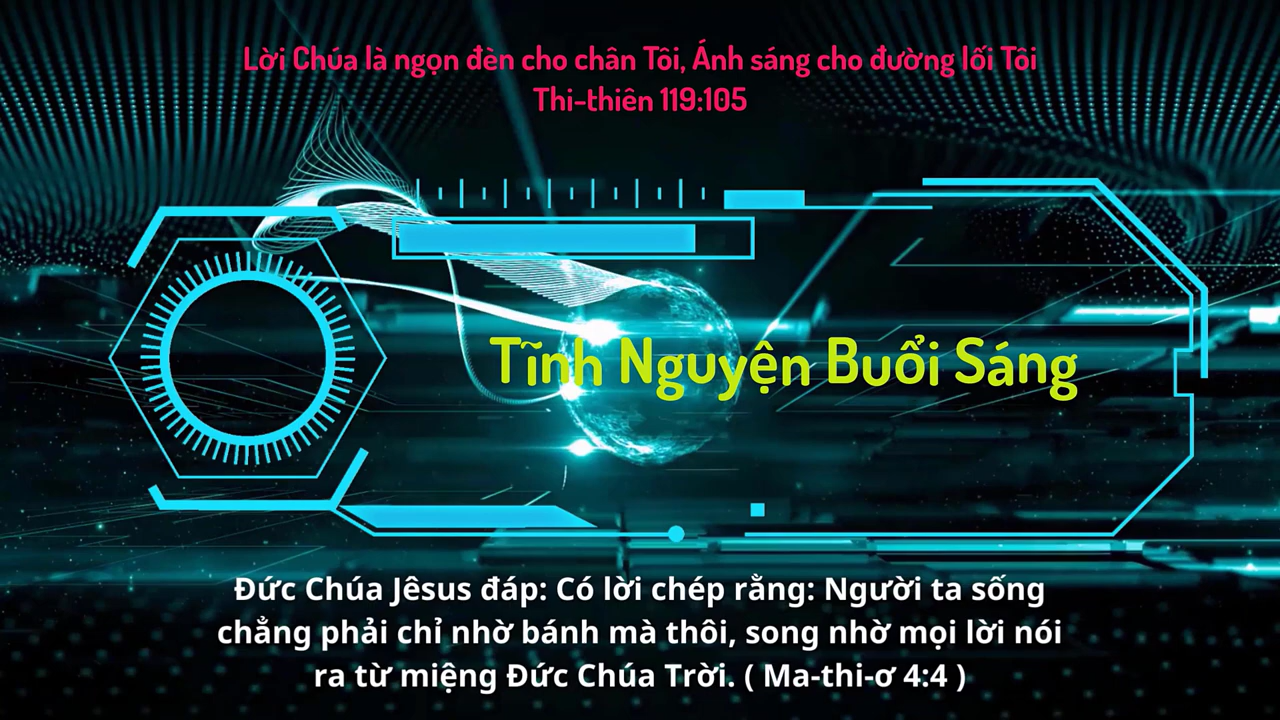 Lời Chúa là ngọn đèn cho chân Tôi, Ánh sáng cho đường lối Tôi
Thi-thiên 119:105
Tĩnh Nguyện Buổi Sáng
Đức Chúa Jêsus đáp: Có lời chép rằng: Người ta sống
chẳng phải chỉ nhờ bánh mà thôi, song nhờ mọi lời nói
ra từ miệng Đức Chúa Trời. ( Ma-thi-ơ 4:4 )